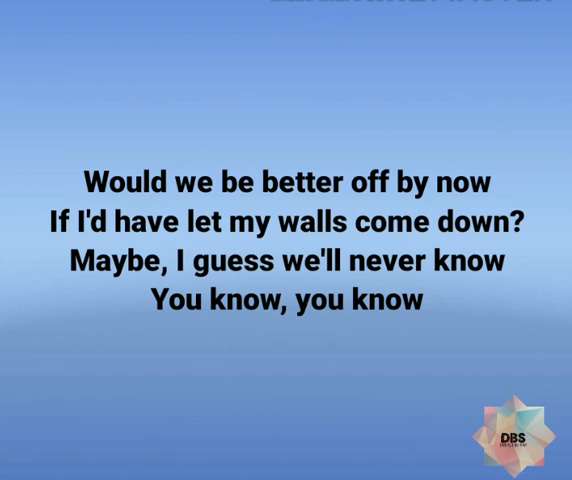 Would we be better off by now
If I'd have let my walls come down?
Maybe, I guess we'll never know
You know, you know
DBS